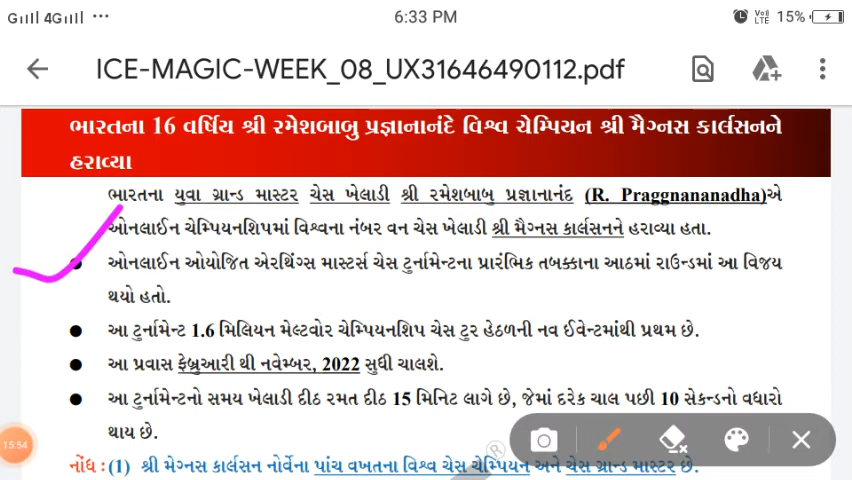 6:33 PM
4G
Vo) LTE 15%
ICE-MAGIC-WEEK_08_UX31646490112.pdf
ભારતના 16 વર્ષિય શ્રી રમેશબાબુ પ્રજ્ઞાનાનંદે વિશ્વ ચેમ્પિયન શ્રી મૈગ્નસ કાર્લસનને
હરાવ્યા
ભારતના યુવા ગ્રાન્ડ માસ્ટર ચેસ ખેલાડી શ્રી રમેશબાબુ પ્રજ્ઞાનાનંદ (R. Praggnananadha)એ
ઓનલાઈન ચેમ્પિયનશિપમાં વિશ્વના નંબર વન ચેસ ખેલાડી શ્રી મૈગ્નસ કાર્લસનને હરાવ્યા હતા.
● ઓનલાઈન ઓયોજિત એરથિંગ્સ માસ્ટર્સ ચેસ ટુર્નામેન્ટના પ્રારંભિક તબક્કાના આઠમાં રાઉન્ડમાં આ વિજય
થયો હતો.
● આ ટુર્નામેન્ટ 1.6 મિલિયન મેલ્ટવોર ચેમ્પિયનશિપ ચેસ ટુર હેઠળની નવ ઈવેન્ટમાંથી પ્રથમ છે.
● આ પ્રવાસ ફેબ્રુઆરી થી નવેમ્બર, 2022 સુધી ચાલશે.
● આ ટુર્નામેન્ટનો સમય ખેલાડી દીઠ રમત દીઠ 15 મિનિટ લાગે છે, જેમાં દરેક ચાલ પછી 10 સેકન્ડનો વધારો
થાય છે.
15:54
નોંધ : (1) શ્રી મેગ્નસ કાર્લસન નોર્વેના પાંચ વખતના વિશ્વ ચેસ ચેમ્પિયન અને ચેસ ગ્રાન્ડ માસ્ટર છે.